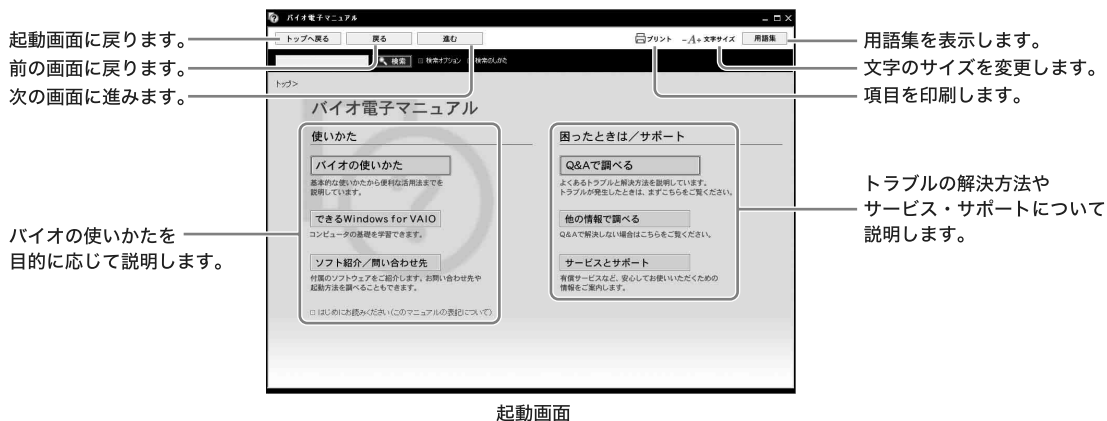 バイオ電子マニュアル
起動画面に戻ります。
前の画面に戻ります。
次の画面に進みます。
トップへ戻る
戻る
進む
プリント
-A+ 文字サイズ
用語集
検索
検索オプション
検索のしかた
用語集を表示します。
文字のサイズを変更します。
項目を印刷します。
トップ>
バイオ電子マニュアル
使いかた
バイオの使いかた
基本的な使いかたから便利な活用法までを
説明しています。
できるWindows for VAIO
コンピュータの基礎を学習できます。
ソフト紹介／問い合わせ先
付属のソフトウェアをご紹介します。お問い合わせ先や
起動方法を調べることもできます。
はじめにお読みください(このマニュアルの表記について)
困ったときは／サポート
Q&Aで調べる
よくあるトラブルと解決方法を説明しています。
トラブルが発生したときは、まずこちらをご覧ください。
他の情報で調べる
Q&Aで解決しない場合はこちらをご覧ください。
サービスとサポート
有償サービスなど、安心してお使いいただくための
情報をご案内します。
バイオの使いかたを
目的に応じて説明します。
トラブルの解決方法や
サービス・サポートについて
説明します。
起動画面